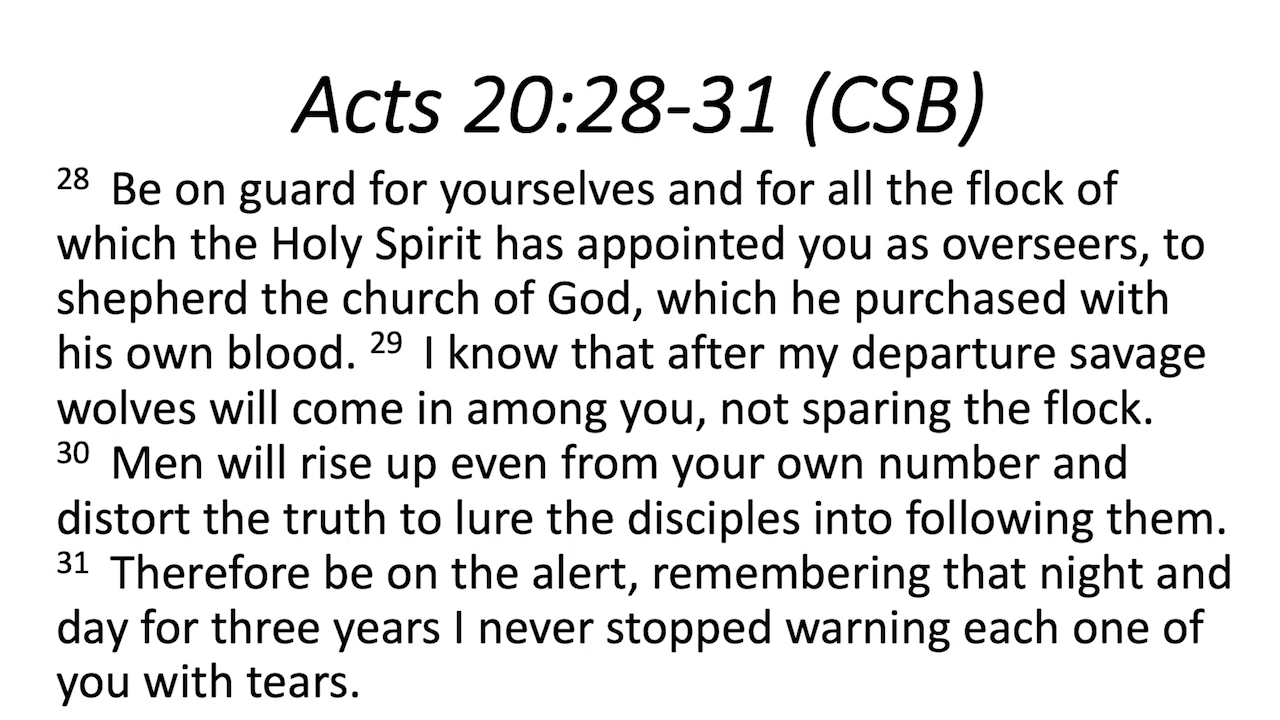 Acts 20:28-31 (CSB)
28 Be on guard for yourselves and for all the flock of
which the Holy Spirit has appointed you as overseers, to
shepherd the church of God, which he purchased with
his own blood. 29 I know that after my departure savage
wolves will come in among you, not sparing the flock.
30 Men will rise up even from your own number and
distort the truth to lure the disciples into following them.
31 Therefore be on the alert, remembering that night and
day for three years I never stopped warning each one of
you with tears.